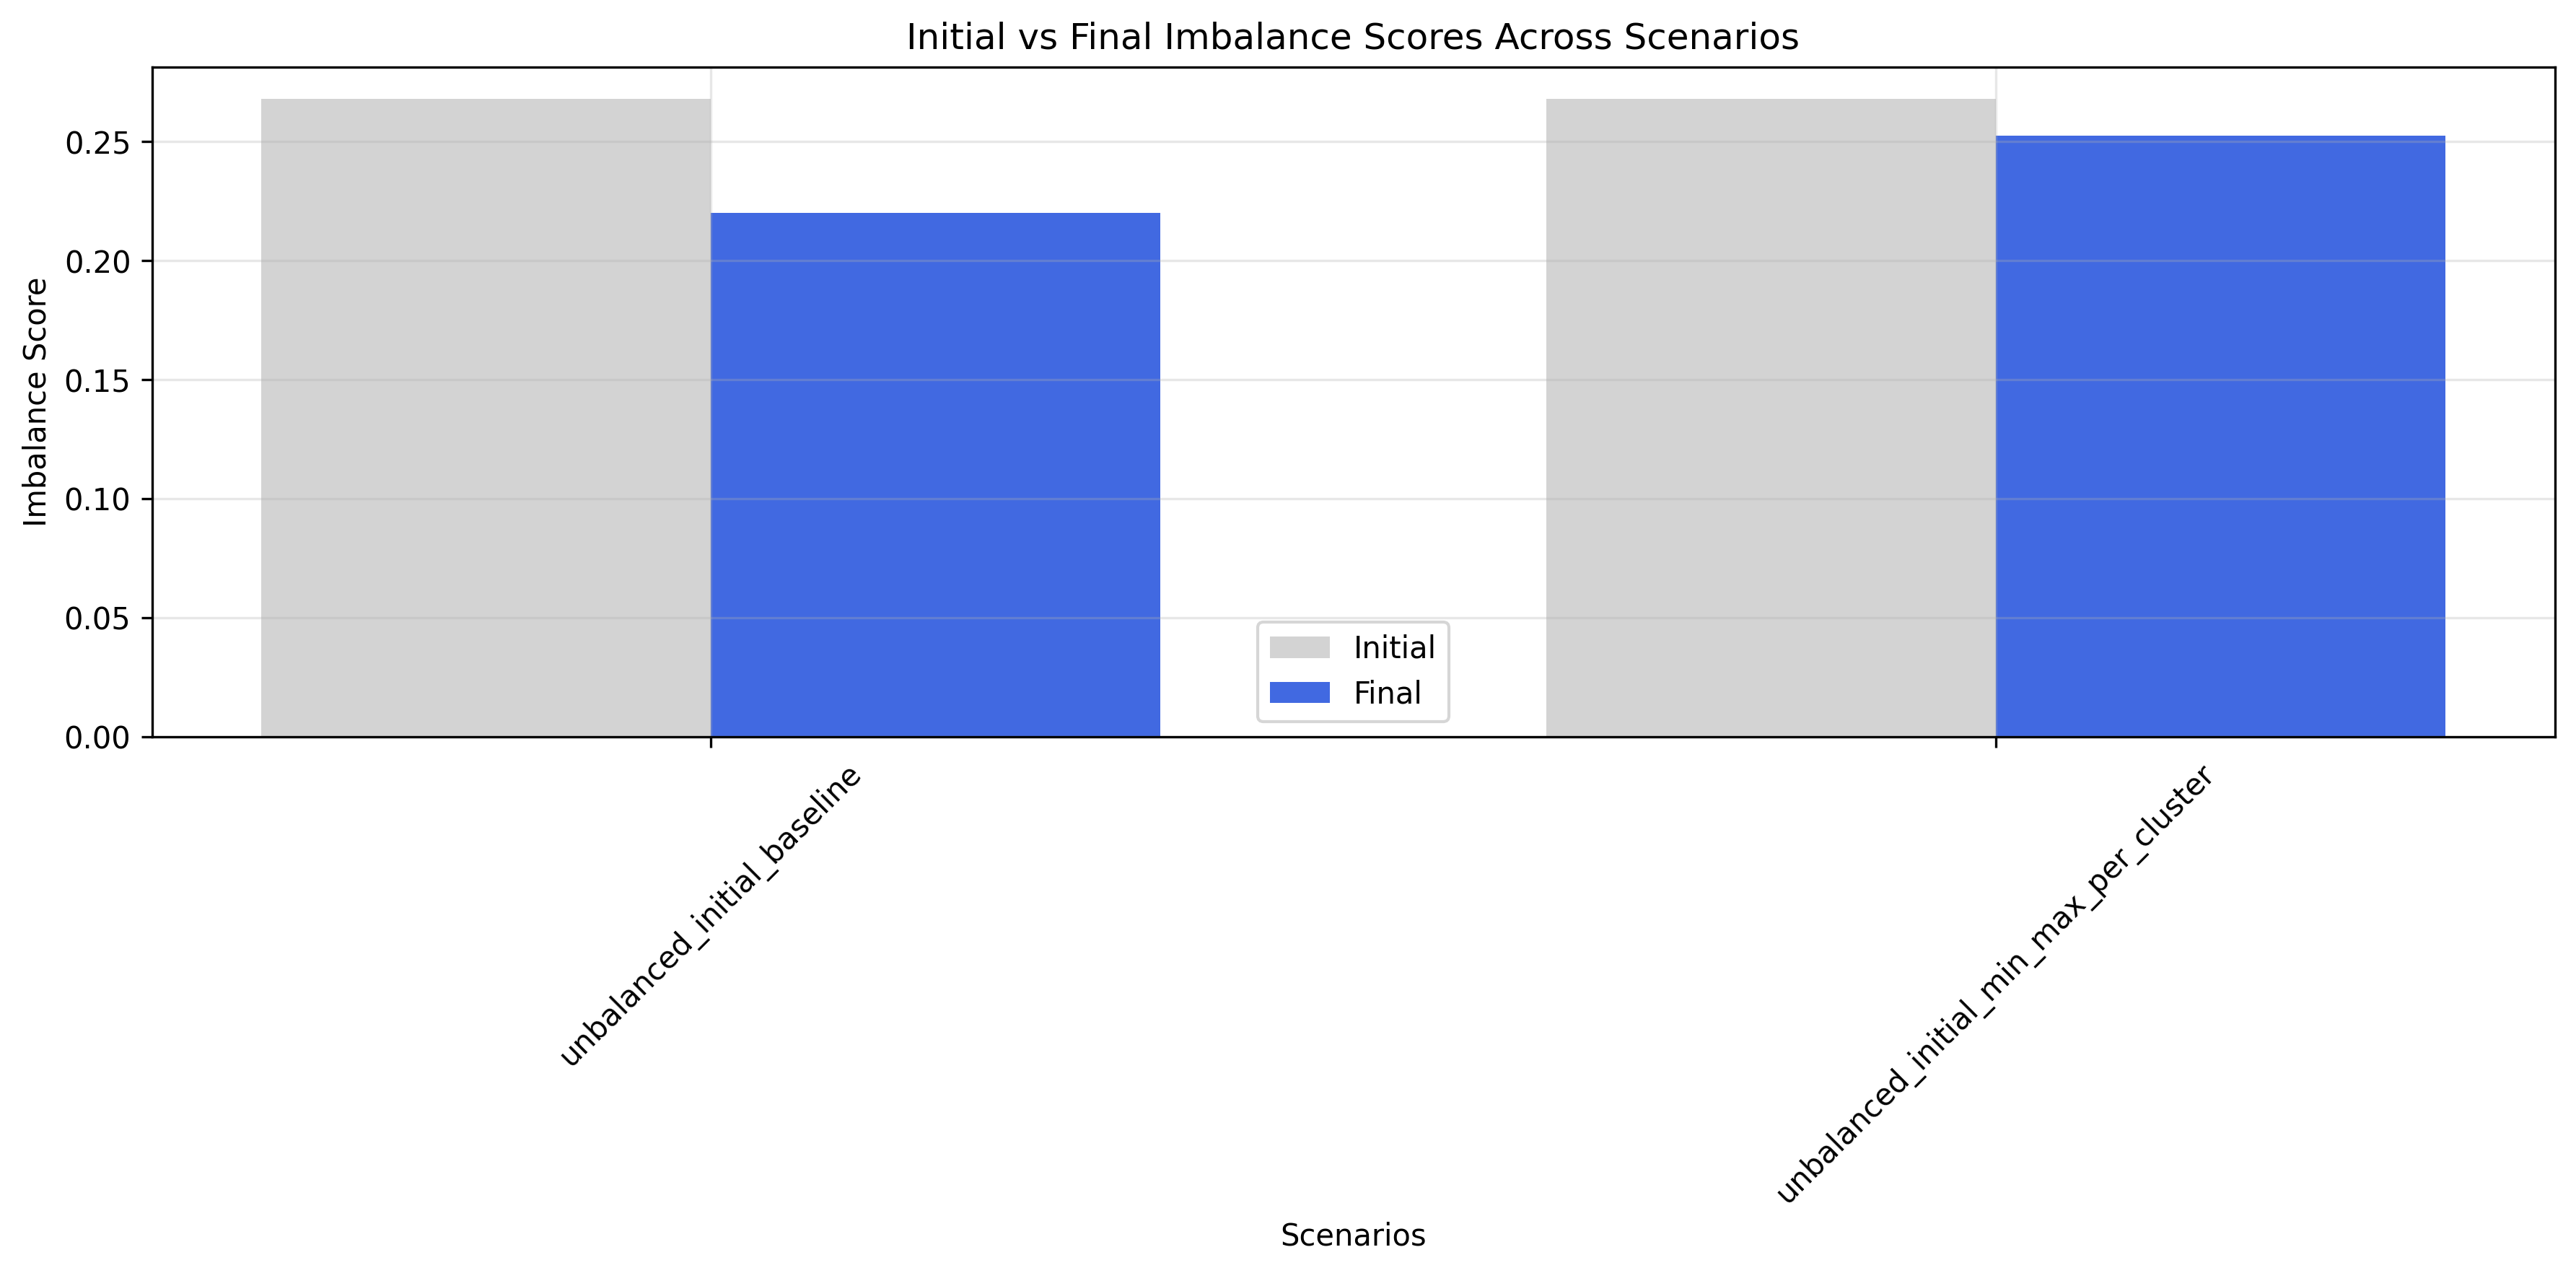 Initial vs Final Imbalance Scores Across Scenarios
Imbalance Score
0.25
0.20
0.15
0.10
0.05
0.00
Initial
Final
unbalanced_initial_baseline
unbalanced_initial_min_max_per_cluster
Scenarios